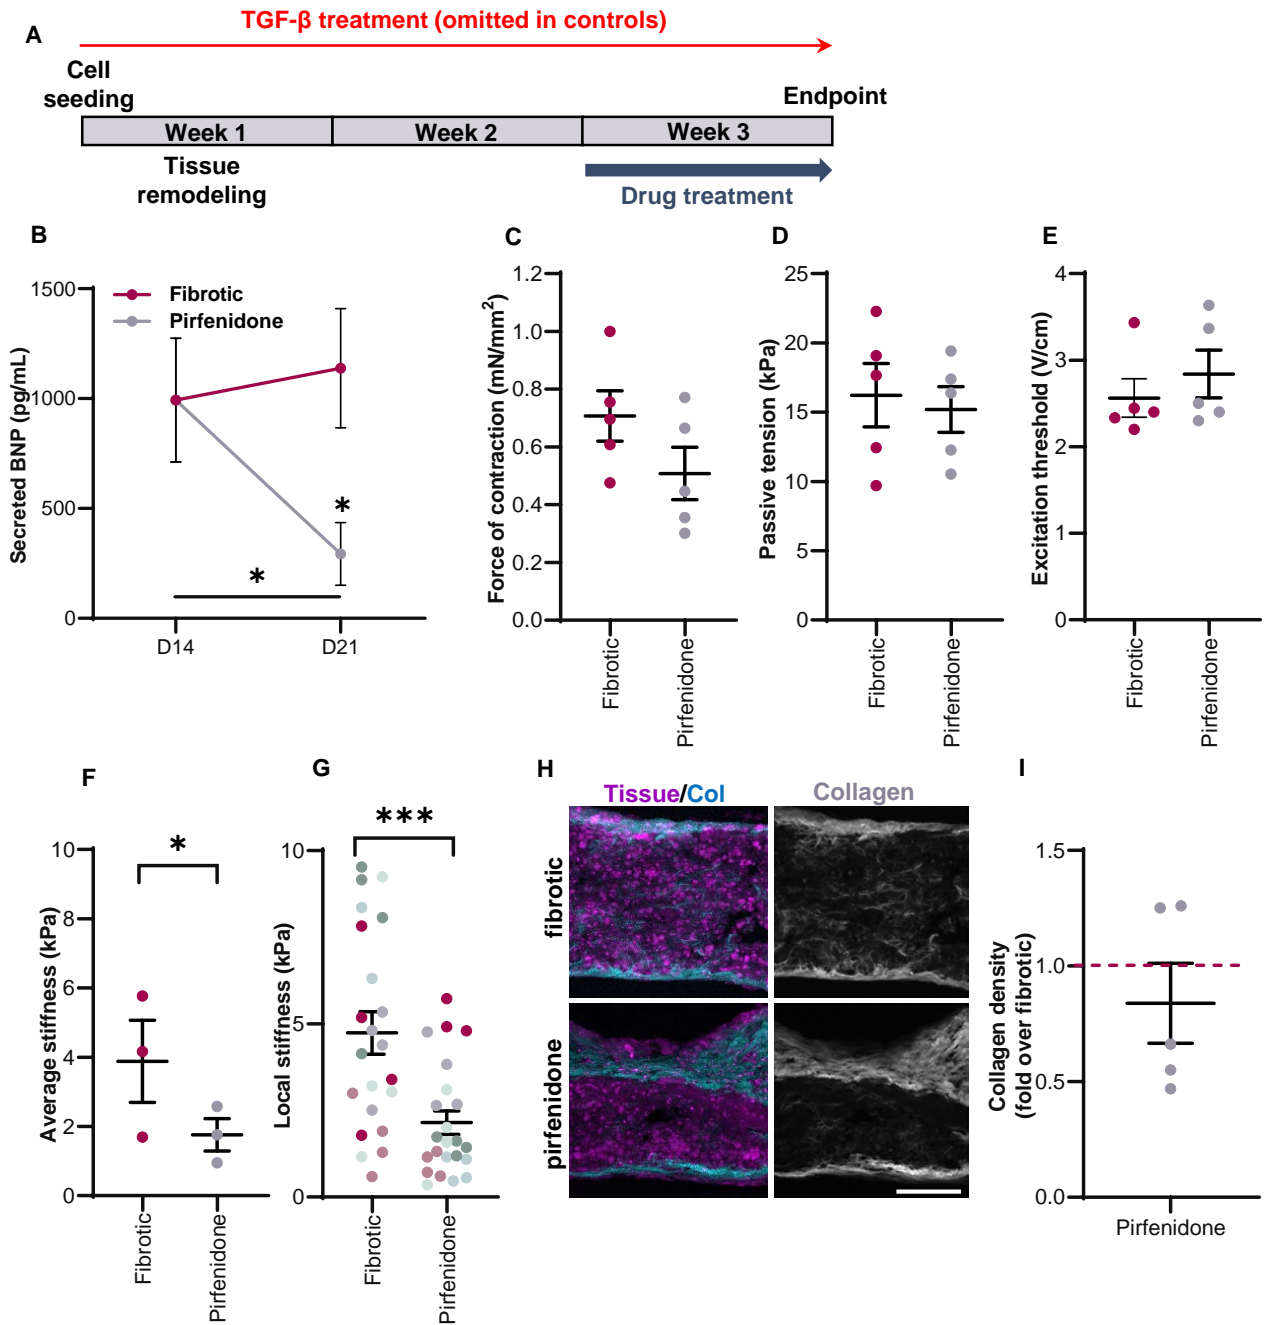 A
TGF-β treatment (omitted in controls)
Cell
seeding
Endpoint
Week 1
Week 2
Week 3
Tissue
remodeling
Drug treatment
B
Secreted BNP (pg/mL)
1500
1000
500
0
Fibrotic
Pirfenidone
*
*
D14
D21
C
Force of contraction (mN/mm²)
1.2
1.0
0.8
0.6
0.4
0.2
0.0
Fibrotic
Pirfenidone
D
Passive tension (kPa)
25
20
15
10
5
0
Fibrotic
Pirfenidone
E
Excitation threshold (V/cm)
4
3
2
1
0
Fibrotic
Pirfenidone
F
Average stiffness (kPa)
10
8
6
4
2
0
*
Fibrotic
Pirfenidone
G
Local stiffness (kPa)
10
5
0
***
Fibrotic
Pirfenidone
H
Tissue/Col
Collagen
fibrotic
pirfenidone
I
Collagen density
(fold over fibrotic)
1.5
1.0
0.5
0.0
Pirfenidone